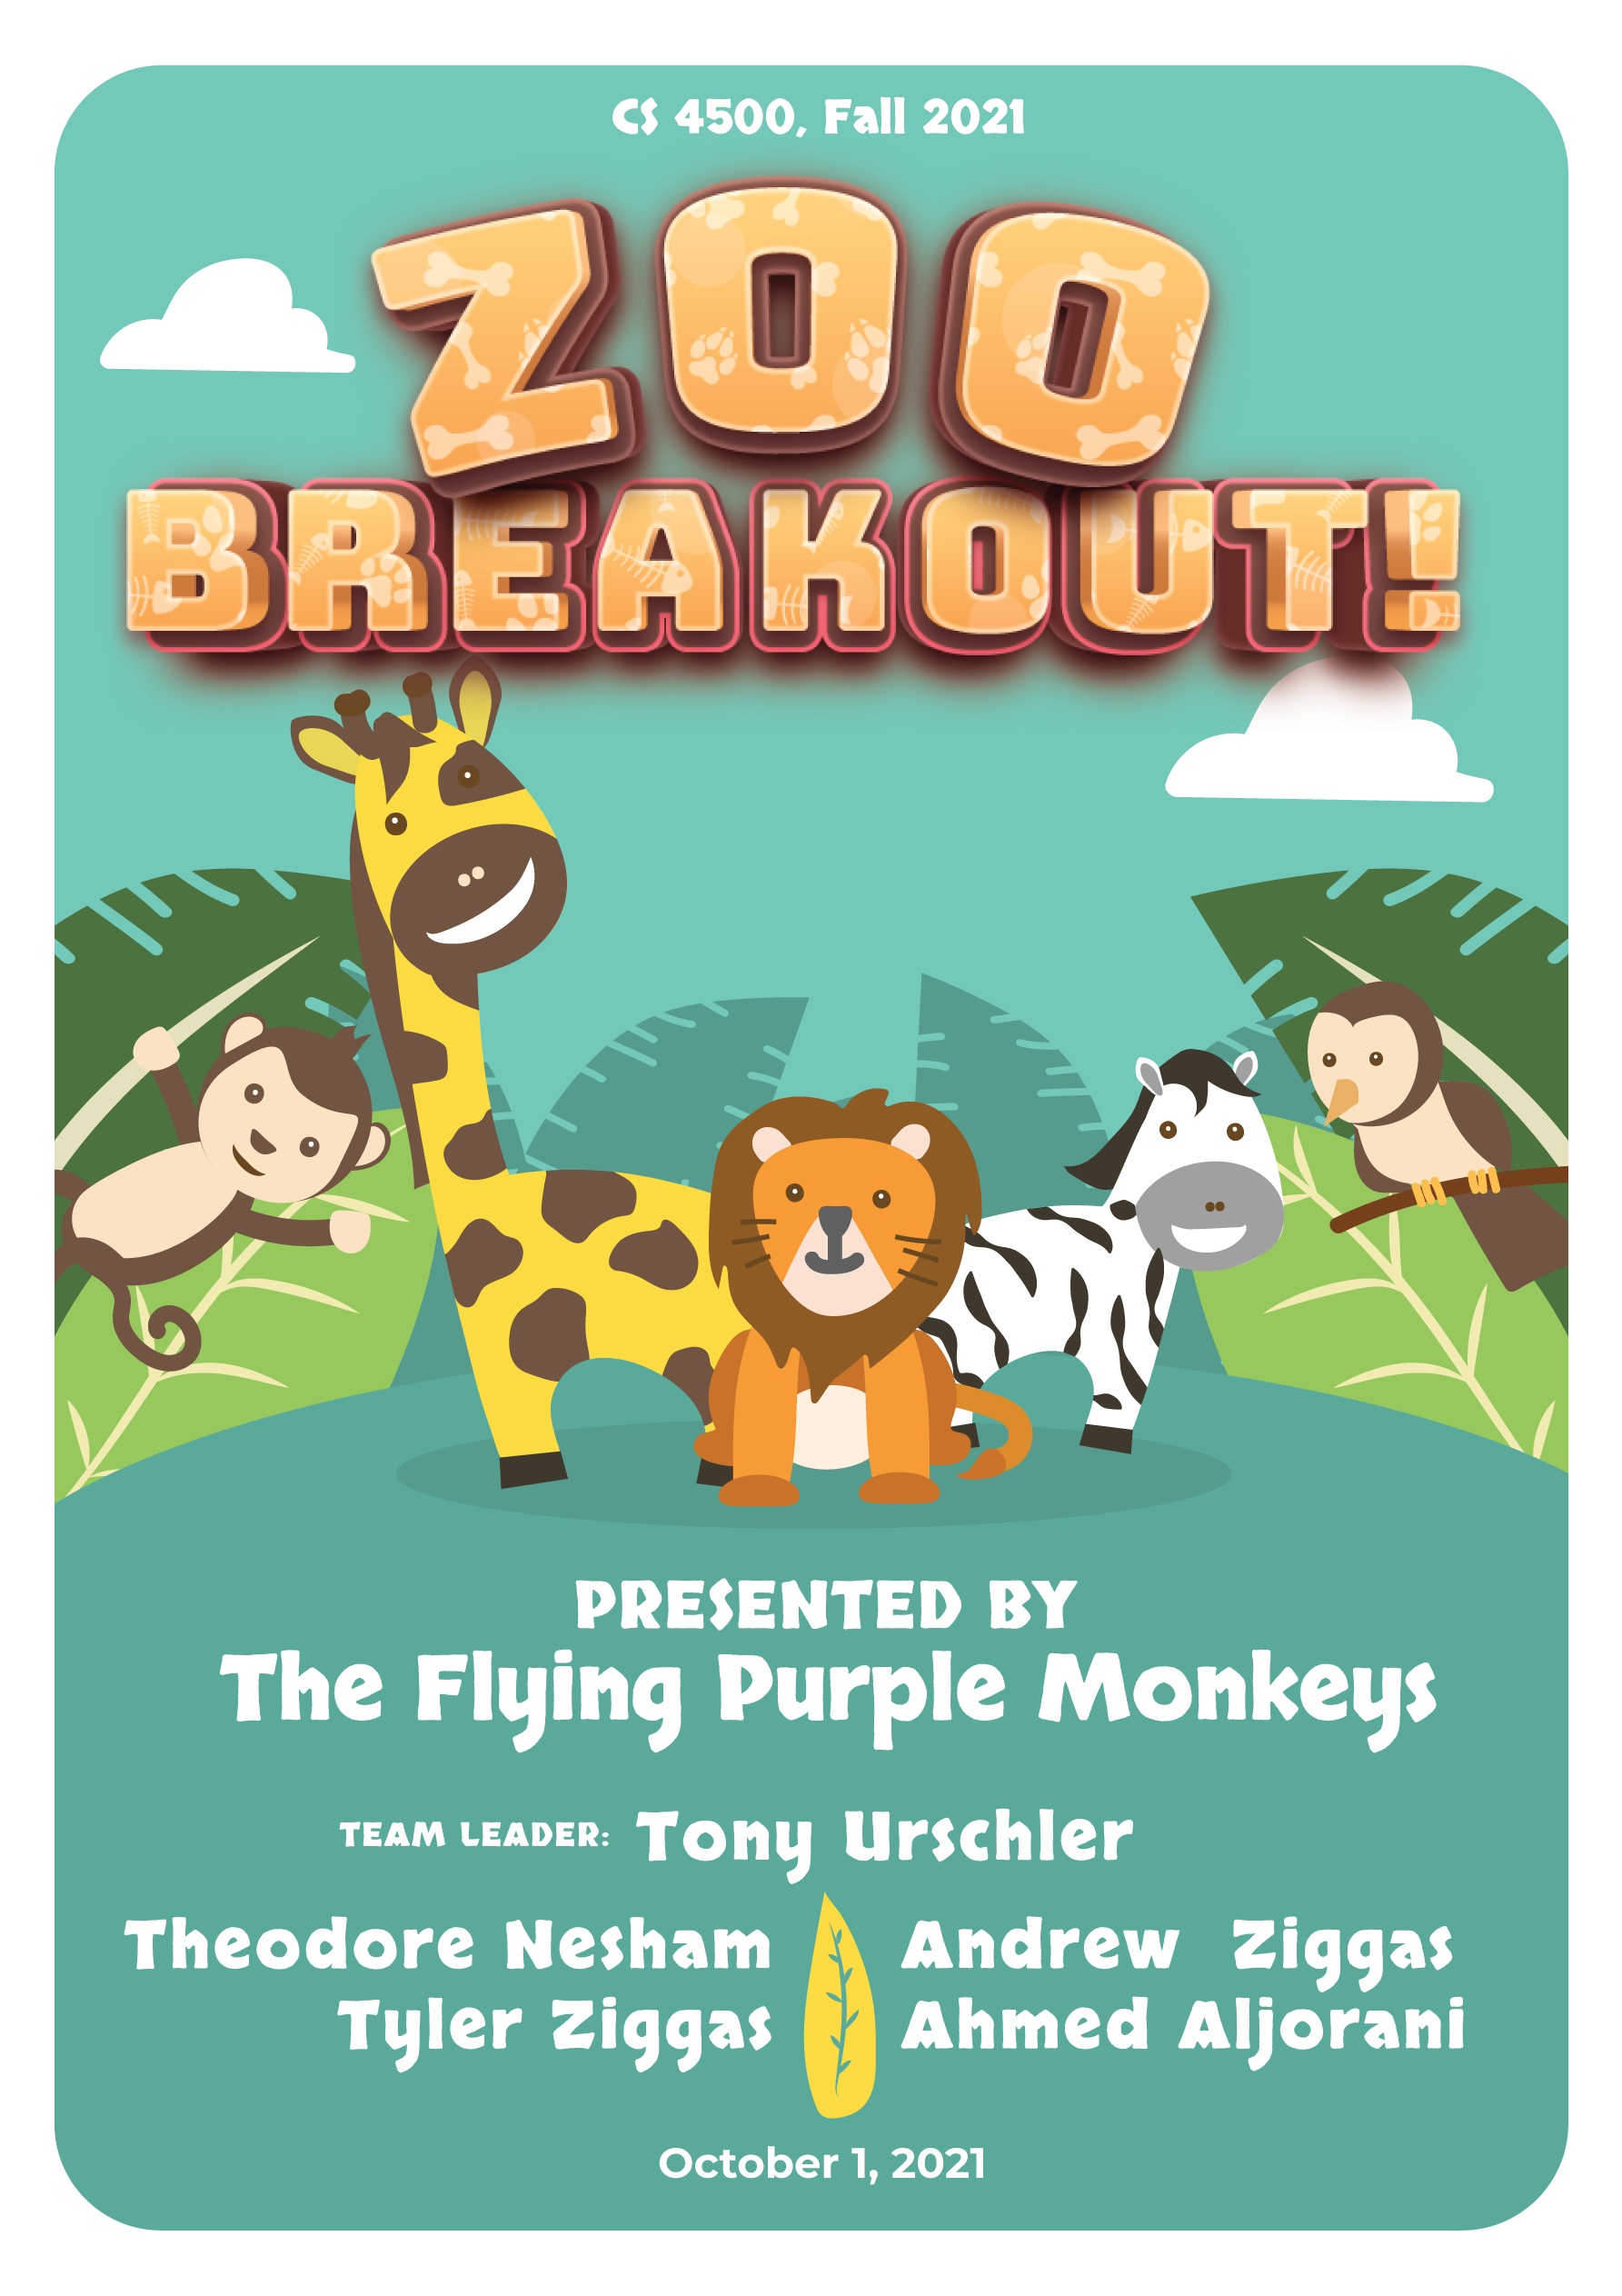 CS 4500, Fall 2021
ZOO
BREAKOUT!
PRESENTED BY
The Flying Purple Monkeys
TEAM LEADER: Tony Urschler
Theodore Nesham Andrew Ziggas
Tyler Ziggas Ahmed Aljorani
October 1, 2021